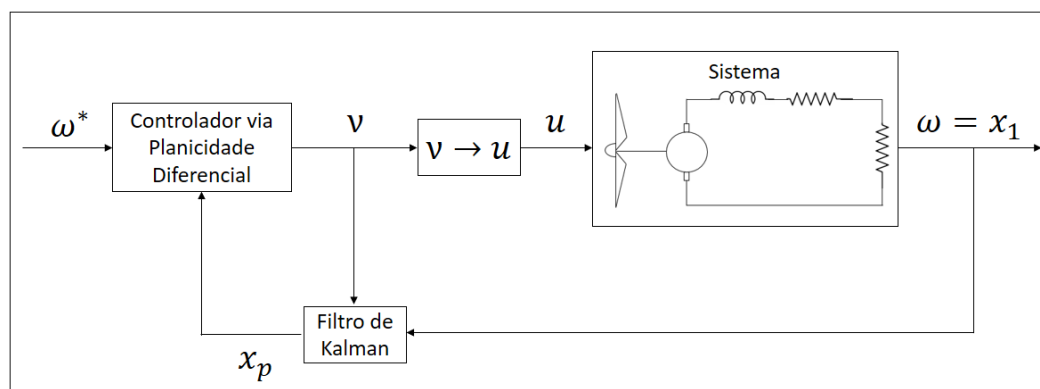 Sistema
ω*
Controlador via
Planicidade
Diferencial
ν
ν → u
u
ω = x₁
Filtro de
Kalman
xₚ